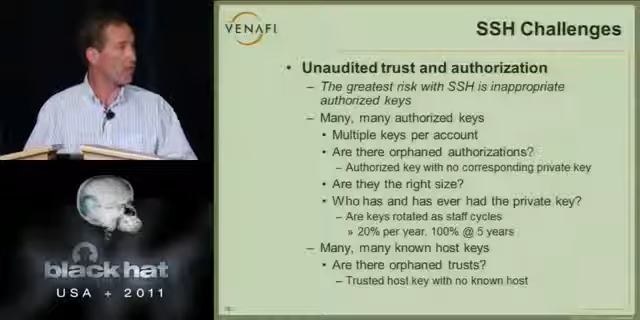 VENAFI
SSH Challenges
• Unaudited trust and authorization
– The greatest risk with SSH is inappropriate
authorized keys
– Many, many authorized keys
• Multiple keys per account
• Are there orphaned authorizations?
– Authorized key with no corresponding private key
• Are they the right size?
• Who has and has ever had the private key?
– Are keys rotated as staff cycles
» 20% per year. 100% @ 5 years
– Many, many known host keys
• Are there orphaned trusts?
– Trusted host key with no known host
black hat
USA + 2011